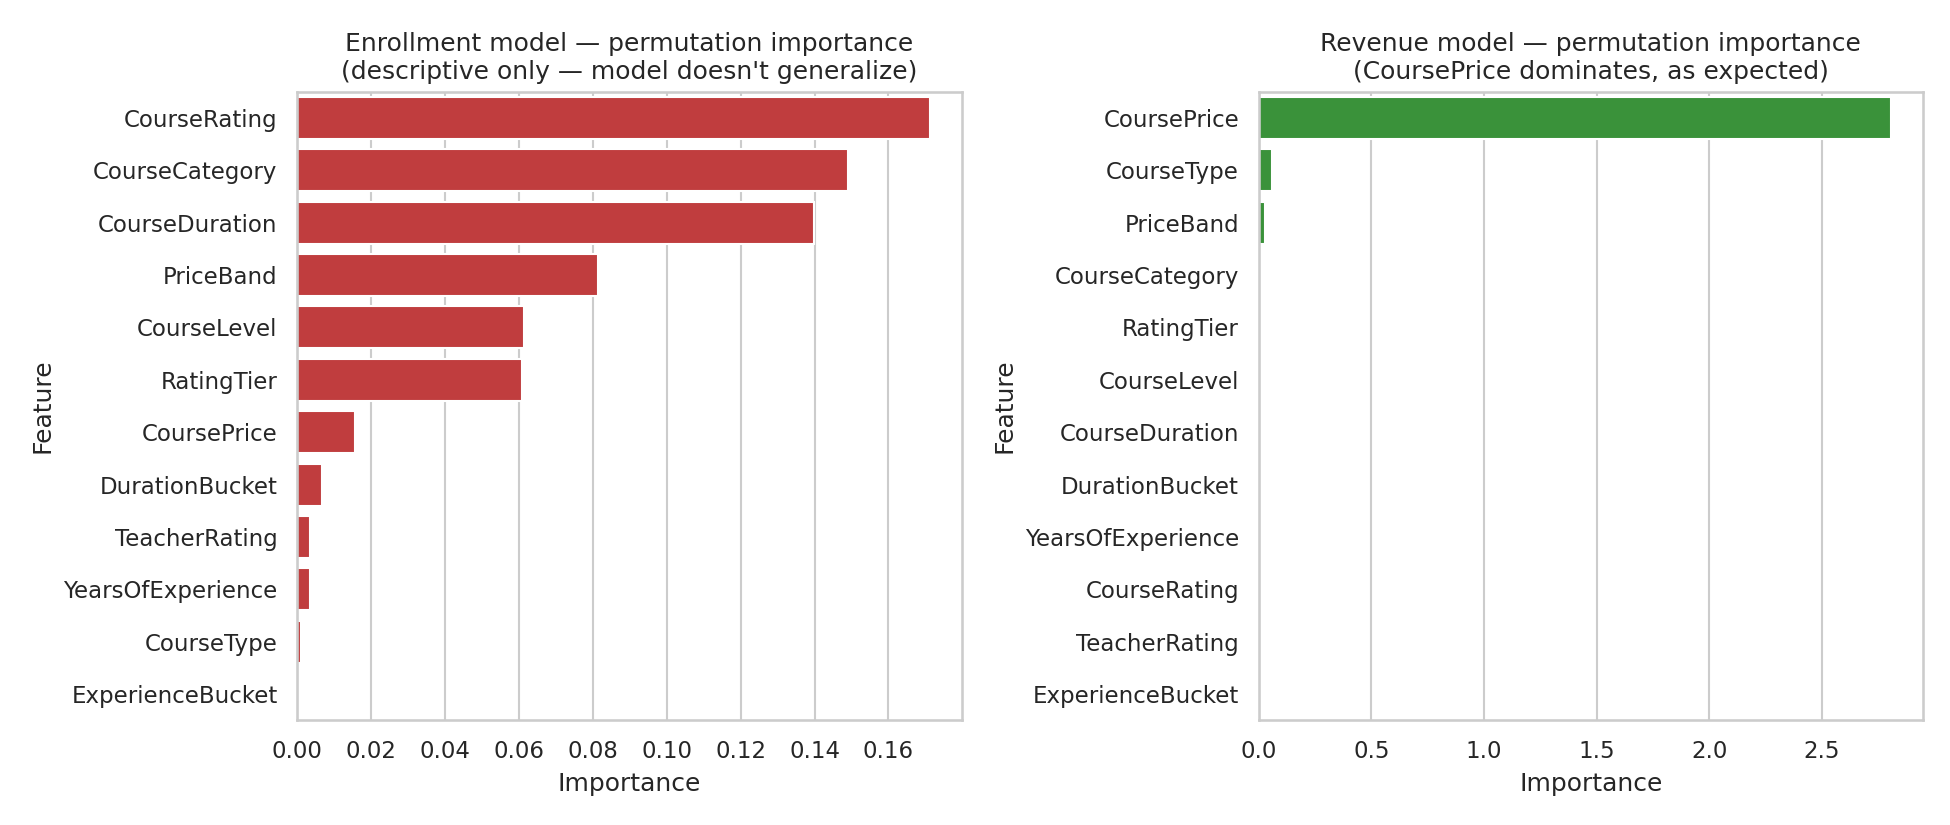 Enrollment model — permutation importance
(descriptive only — model doesn't generalize)
Feature
CourseRating
CourseCategory
CourseDuration
PriceBand
CourseLevel
RatingTier
CoursePrice
DurationBucket
TeacherRating
YearsOfExperience
CourseType
ExperienceBucket
0.00 0.02 0.04 0.06 0.08 0.10 0.12 0.14 0.16
Importance
Revenue model — permutation importance
(CoursePrice dominates, as expected)
Feature
CoursePrice
CourseType
PriceBand
CourseCategory
RatingTier
CourseLevel
CourseDuration
DurationBucket
YearsOfExperience
CourseRating
TeacherRating
ExperienceBucket
0.0 0.5 1.0 1.5 2.0 2.5
Importance